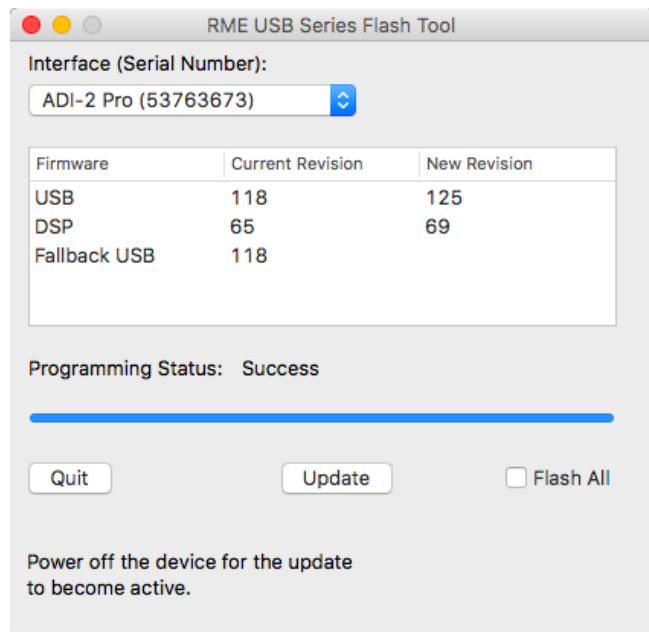 RME USB Series Flash Tool
Interface (Serial Number):
ADI-2 Pro (53763673)
Firmware Current Revision New Revision
USB 118 125
DSP 65 69
Fallback USB 118
Programming Status: Success
Quit Update Flash All
Power off the device for the update
to become active.